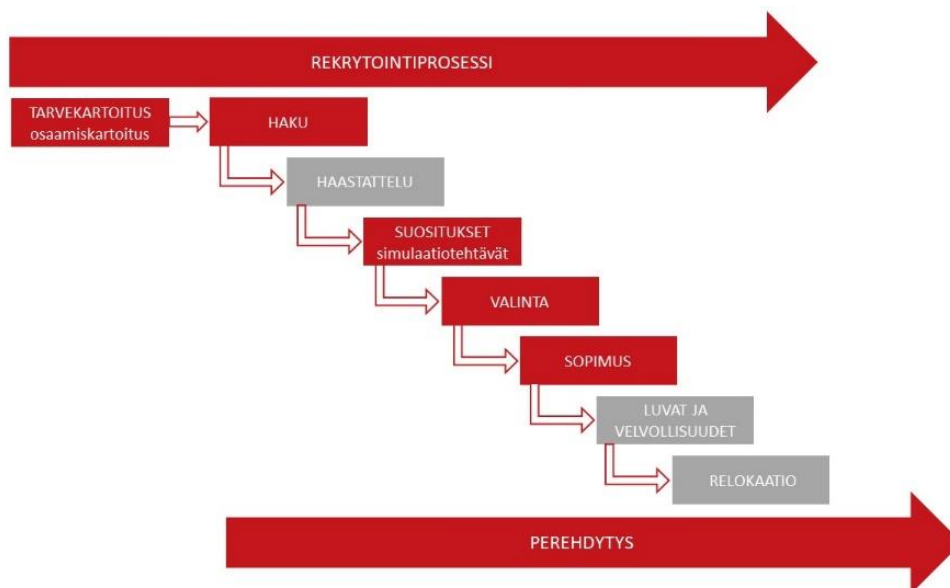 REKRYTOINTIPROSESSI
TARVEKARTOITUS
osaamiskartoitus
HAKU
HAASTATTELU
SUOSITUKSET
simulaatiotehtävät
VALINTA
SOPIMUS
LUVAT JA
VELVOLLISUUDET
RELOKAATIO
PEREHDYTYS